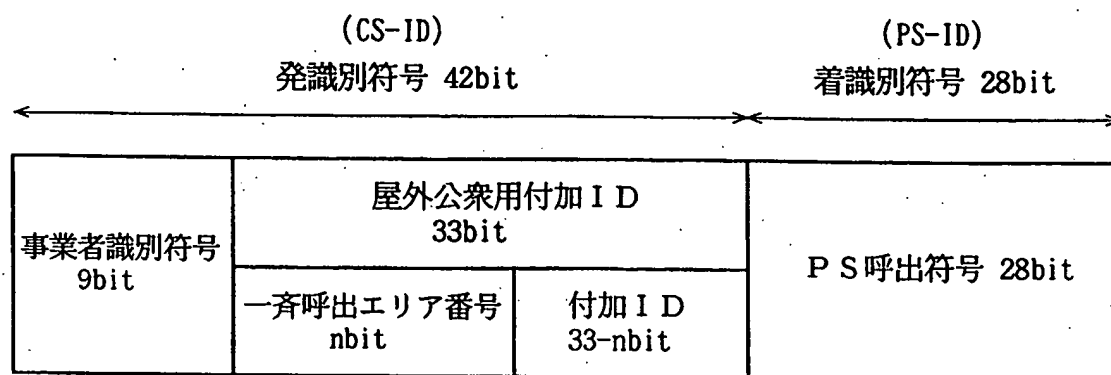 (CS-ID)
発識別符号 42bit
(PS-ID)
着識別符号 28bit
事業者識別符号
9bit
屋外公衆用付加ＩＤ
33bit
一斉呼出エリア番号
nbit
付加ＩＤ
33-nbit
ＰＳ呼出符号 28bit